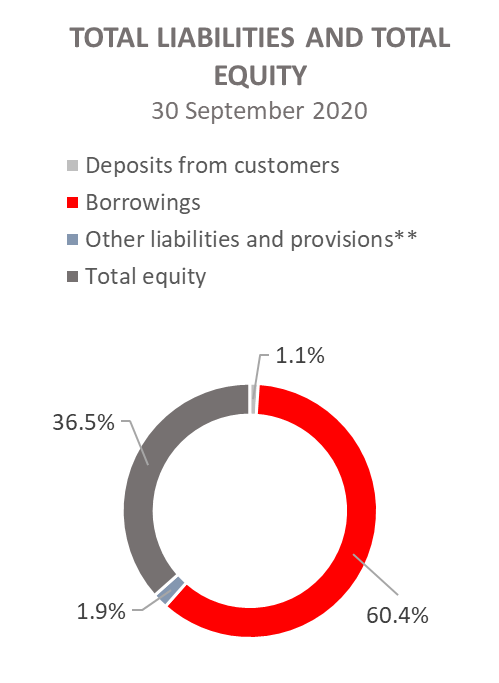 TOTAL LIABILITIES AND TOTAL
EQUITY
30 September 2020
Deposits from customers
Borrowings
Other liabilities and provisions**
Total equity
1.1%
36.5%
1.9%
60.4%